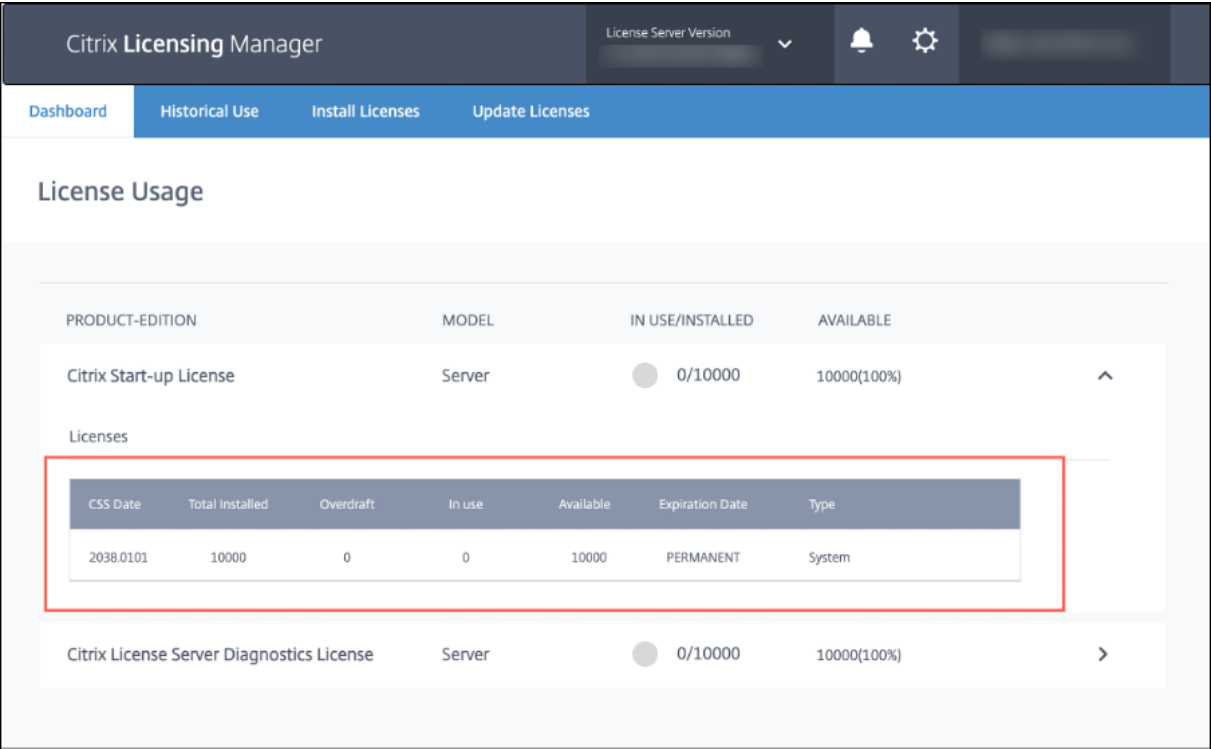 Citrix Licensing Manager
License Server Version
Dashboard Historical Use Install Licenses Update Licenses
License Usage
PRODUCT-EDITION MODEL IN USE/INSTALLED AVAILABLE
Citrix Start-up License Server 0/10000 10000(100%)
Licenses
CSS Date Total Installed Overdraft In use Available Expiration Date Type
2038.0101 10000 0 0 10000 PERMANENT System
Citrix License Server Diagnostics License Server 0/10000 10000(100%)